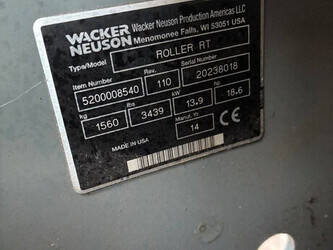 WACKER NEUSON Wacker Neuson Production Americas LLC
Menomonee Falls, WI 53051 USA
Type/Model ROLLER RT
Item Number Rev. Serial Number
5200008540 110 20238018
kg lbs kW hp
1560 3439 13.9 18.6
Manuf. Yr.
MADE IN USA 14 CE